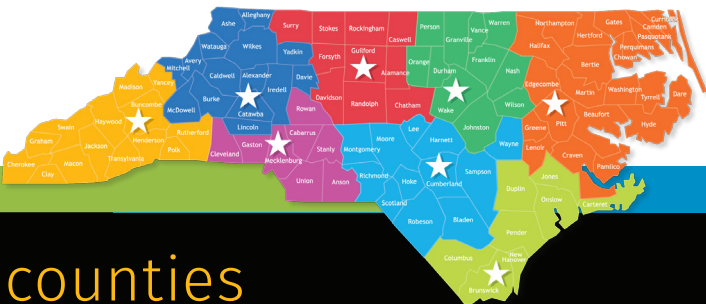 Alleghany
Ashe
Surry
Stokes
Rockingham
Caswell
Person
Granville
Vance
Warren
Northampton
Gates
Camden
Pasquotank
Perquimans
Chowan
Hertford
Halifax
Bertie
Watauga
Wilkes
Yadkin
Forsyth
Guilford
Alamance
Orange
Durham
Franklin
Nash
Edgecombe
Martin
Washington
Tyrrell
Dare
Avery
Mitchell
Caldwell
Alexander
Davie
Iredell
Davidson
Randolph
Chatham
Wake
Wilson
Pitt
Beaufort
Hyde
Madison
Yancey
Burke
McDowell
Catawba
Rowan
Lincoln
Buncombe
Haywood
Swain
Graham
Cherokee
Clay
Macon
Jackson
Transylvania
Henderson
Polk
Rutherford
Cleveland
Gaston
Mecklenburg
Cabarrus
Stanly
Union
Anson
Montgomery
Moore
Lee
Harnett
Johnston
Wayne
Greene
Lenoir
Craven
Pamlico
Richmond
Hoke
Cumberland
Sampson
Scotland
Robeson
Bladen
Duplin
Jones
Onslow
Carteret
Pender
Columbus
New
Hanover
Brunswick
counties